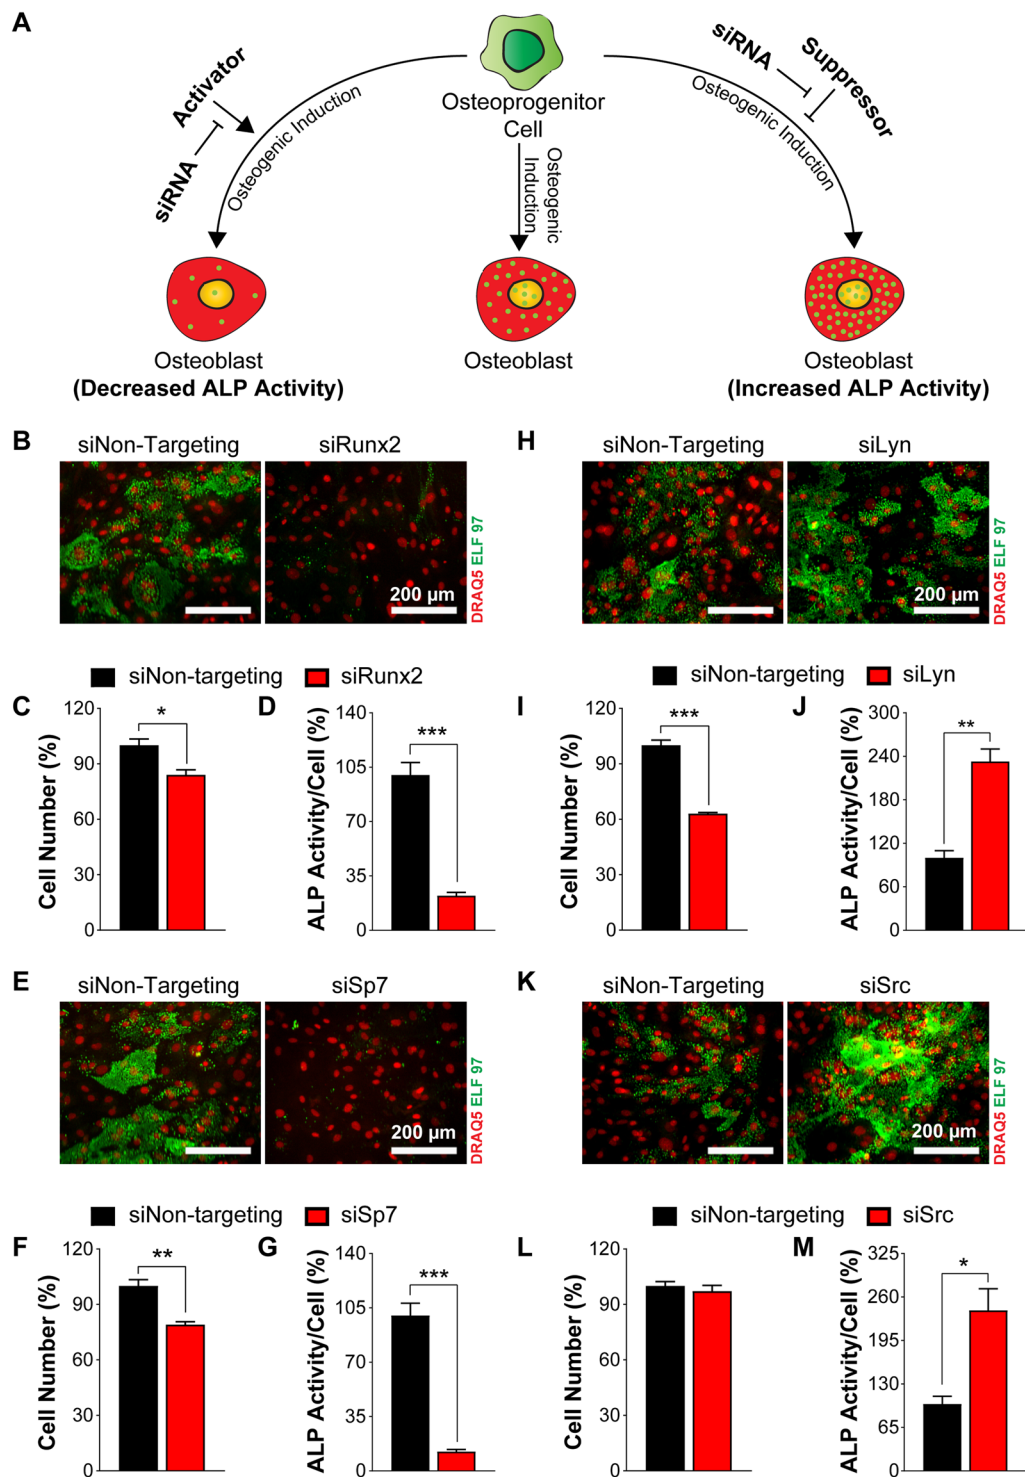 A
siRNA
Activator
Osteogenic Induction
Osteoprogenitor
Cell
Osteogenic
Induction
siRNA
Suppressor
Osteogenic Induction
Osteoblast
(Decreased ALP Activity)
Osteoblast
Osteoblast
(Increased ALP Activity)
B
siNon-Targeting
siRunx2
200 µm
DRAQ5 ELF 97
H
siNon-Targeting
siLyn
200 µm
DRAQ5 ELF 97
siNon-targeting
siRunx2
C
Cell Number (%)
120
90
60
30
0
*
D
ALP Activity/Cell (%)
140
105
70
35
0
***
siNon-targeting
siLyn
I
Cell Number (%)
120
90
60
30
0
***
J
ALP Activity/Cell (%)
300
240
180
120
60
0
**
E
siNon-Targeting
siSp7
200 µm
DRAQ5 ELF 97
K
siNon-Targeting
siSrc
200 µm
DRAQ5 ELF 97
siNon-targeting
siSp7
F
Cell Number (%)
120
90
60
30
0
**
G
ALP Activity/Cell (%)
140
105
70
35
0
***
siNon-targeting
siSrc
L
Cell Number (%)
120
90
60
30
0
M
ALP Activity/Cell (%)
325
260
195
130
65
0
*